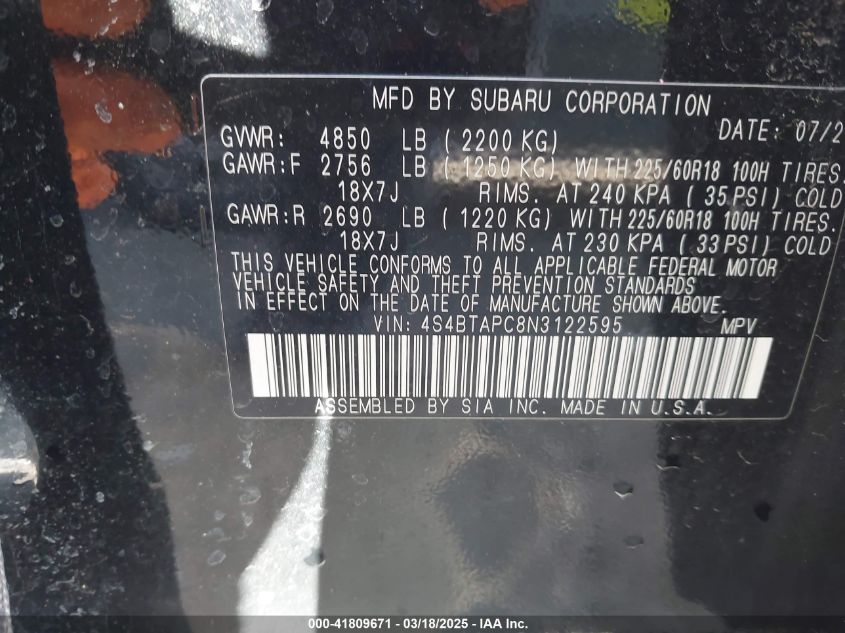 MFD BY SUBARU CORPORATION
DATE: 07/2
GVWR: 4850 LB ( 2200 KG)
GAWR:F 2756 LB ( 1250 KG) WITH 225/60R18 100H TIRES.
18X7J RIMS. AT 240 KPA ( 35 PSI) COLD
GAWR:R 2690 LB ( 1220 KG) WITH 225/60R18 100H TIRES.
18X7J RIMS. AT 230 KPA ( 33 PSI) COLD
THIS VEHICLE CONFORMS TO ALL APPLICABLE FEDERAL MOTOR
VEHICLE SAFETY AND THEFT PREVENTION STANDARDS
IN EFFECT ON THE DATE OF MANUFACTURE SHOWN ABOVE.
VIN: 4S4BTAPC8N3122595 MPV
ASSEMBLED BY SIA INC. MADE IN U.S.A.
000-41809671 - 03/18/2025 - IAA Inc.